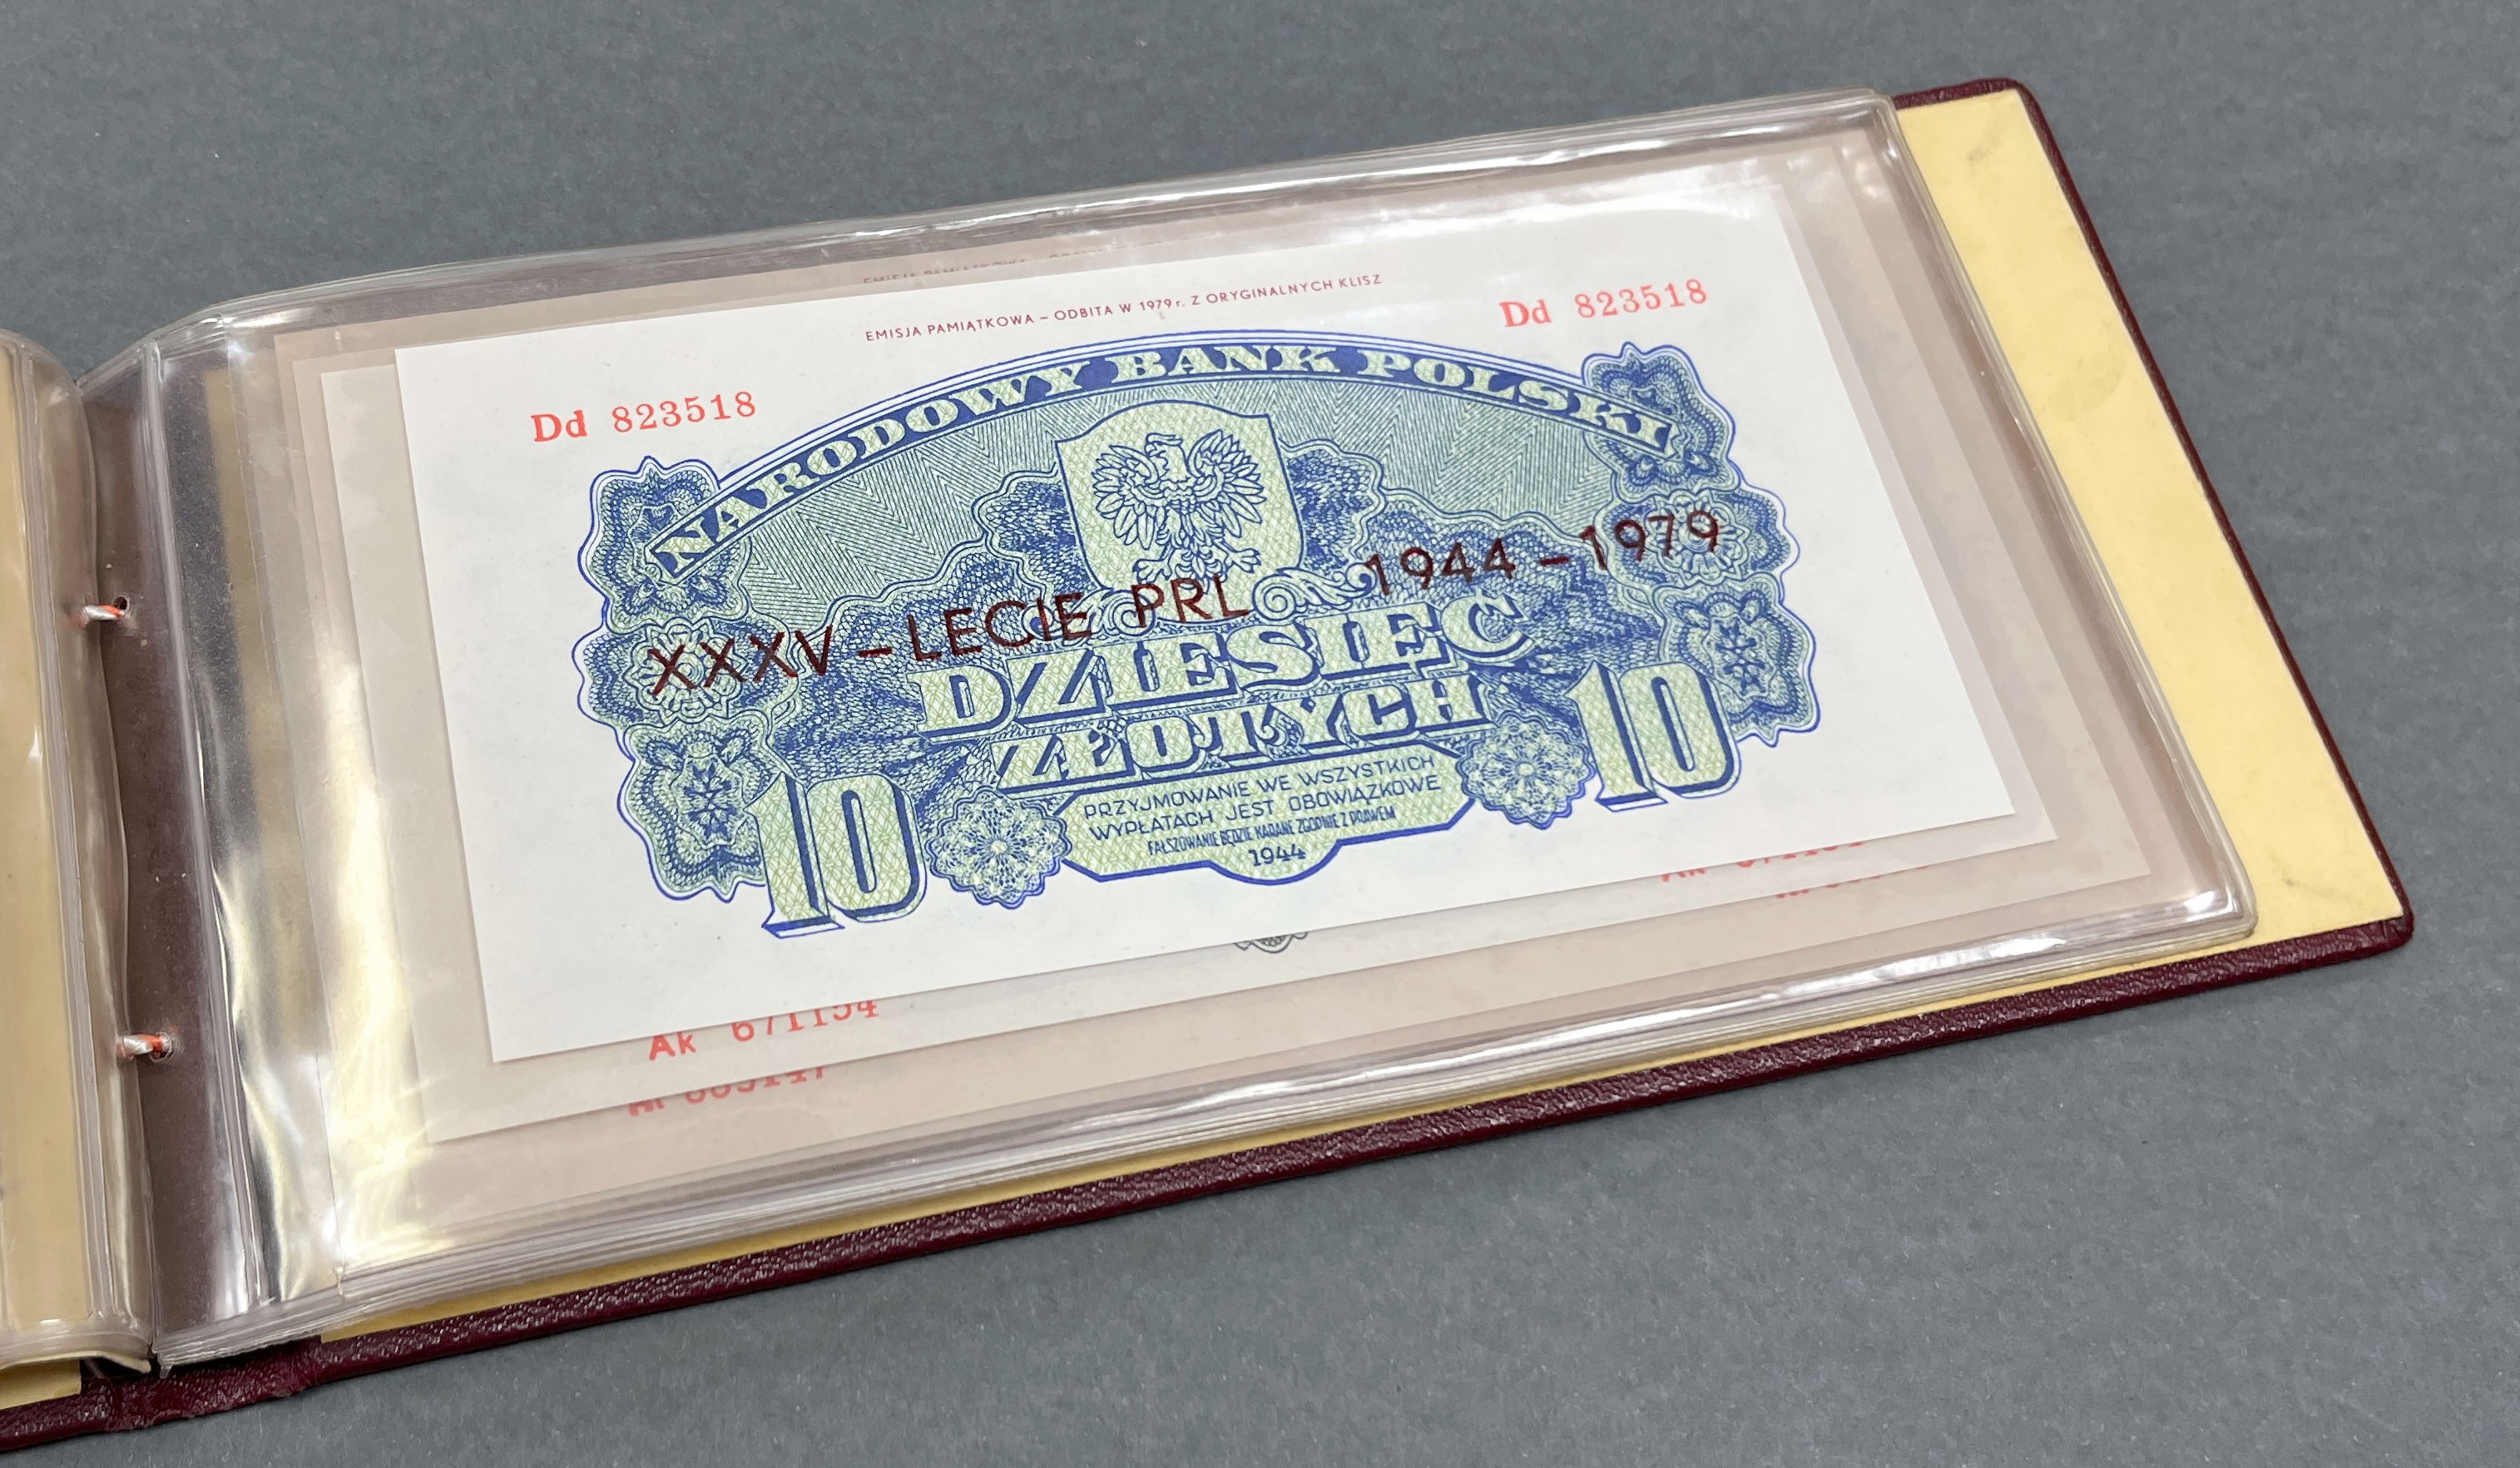 EMISJA PAMIĄTKOWA – ODBITA W 1979 r. Z ORYGINALNYCH KLISZ
Dd 823518
Dd 823518
NARODOWY BANK POLSKI
XXXV – LECIE PRL 1944 – 1979
DZIESIĘĆ
ZŁOTYCH
10
10
PRZYJMOWANIE WE WSZYSTKICH
WYPŁATACH JEST OBOWIĄZKOWE
FAŁSZOWANIE BĘDZIE KARANE ZGODNIE Z PRAWEM
1944
Ak 671154